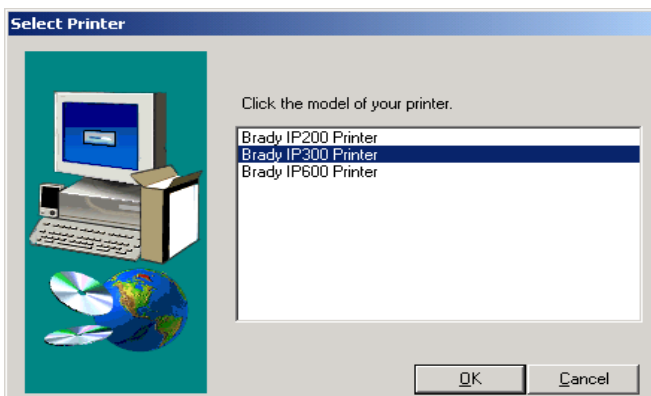 Select Printer
Click the model of your printer.
Brady IP200 Printer
Brady IP300 Printer
Brady IP600 Printer
OK
Cancel